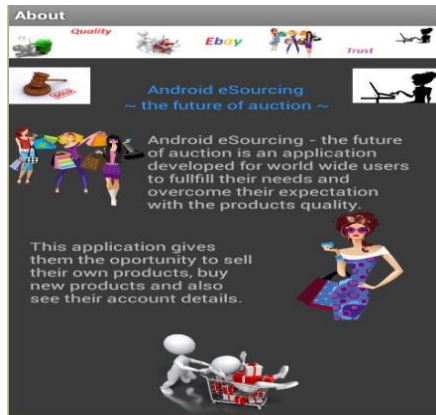 About
Quality
Ebay
Trust
SOLD
Android eSourcing
~ the future of auction ~
Android eSourcing - the future
of auction is an application
developed for world wide users
to fullfill their needs and
overcome their expectation
with the products quality.
This application gives
them the oportunity to sell
their own products, buy
new products and also
see their account details.